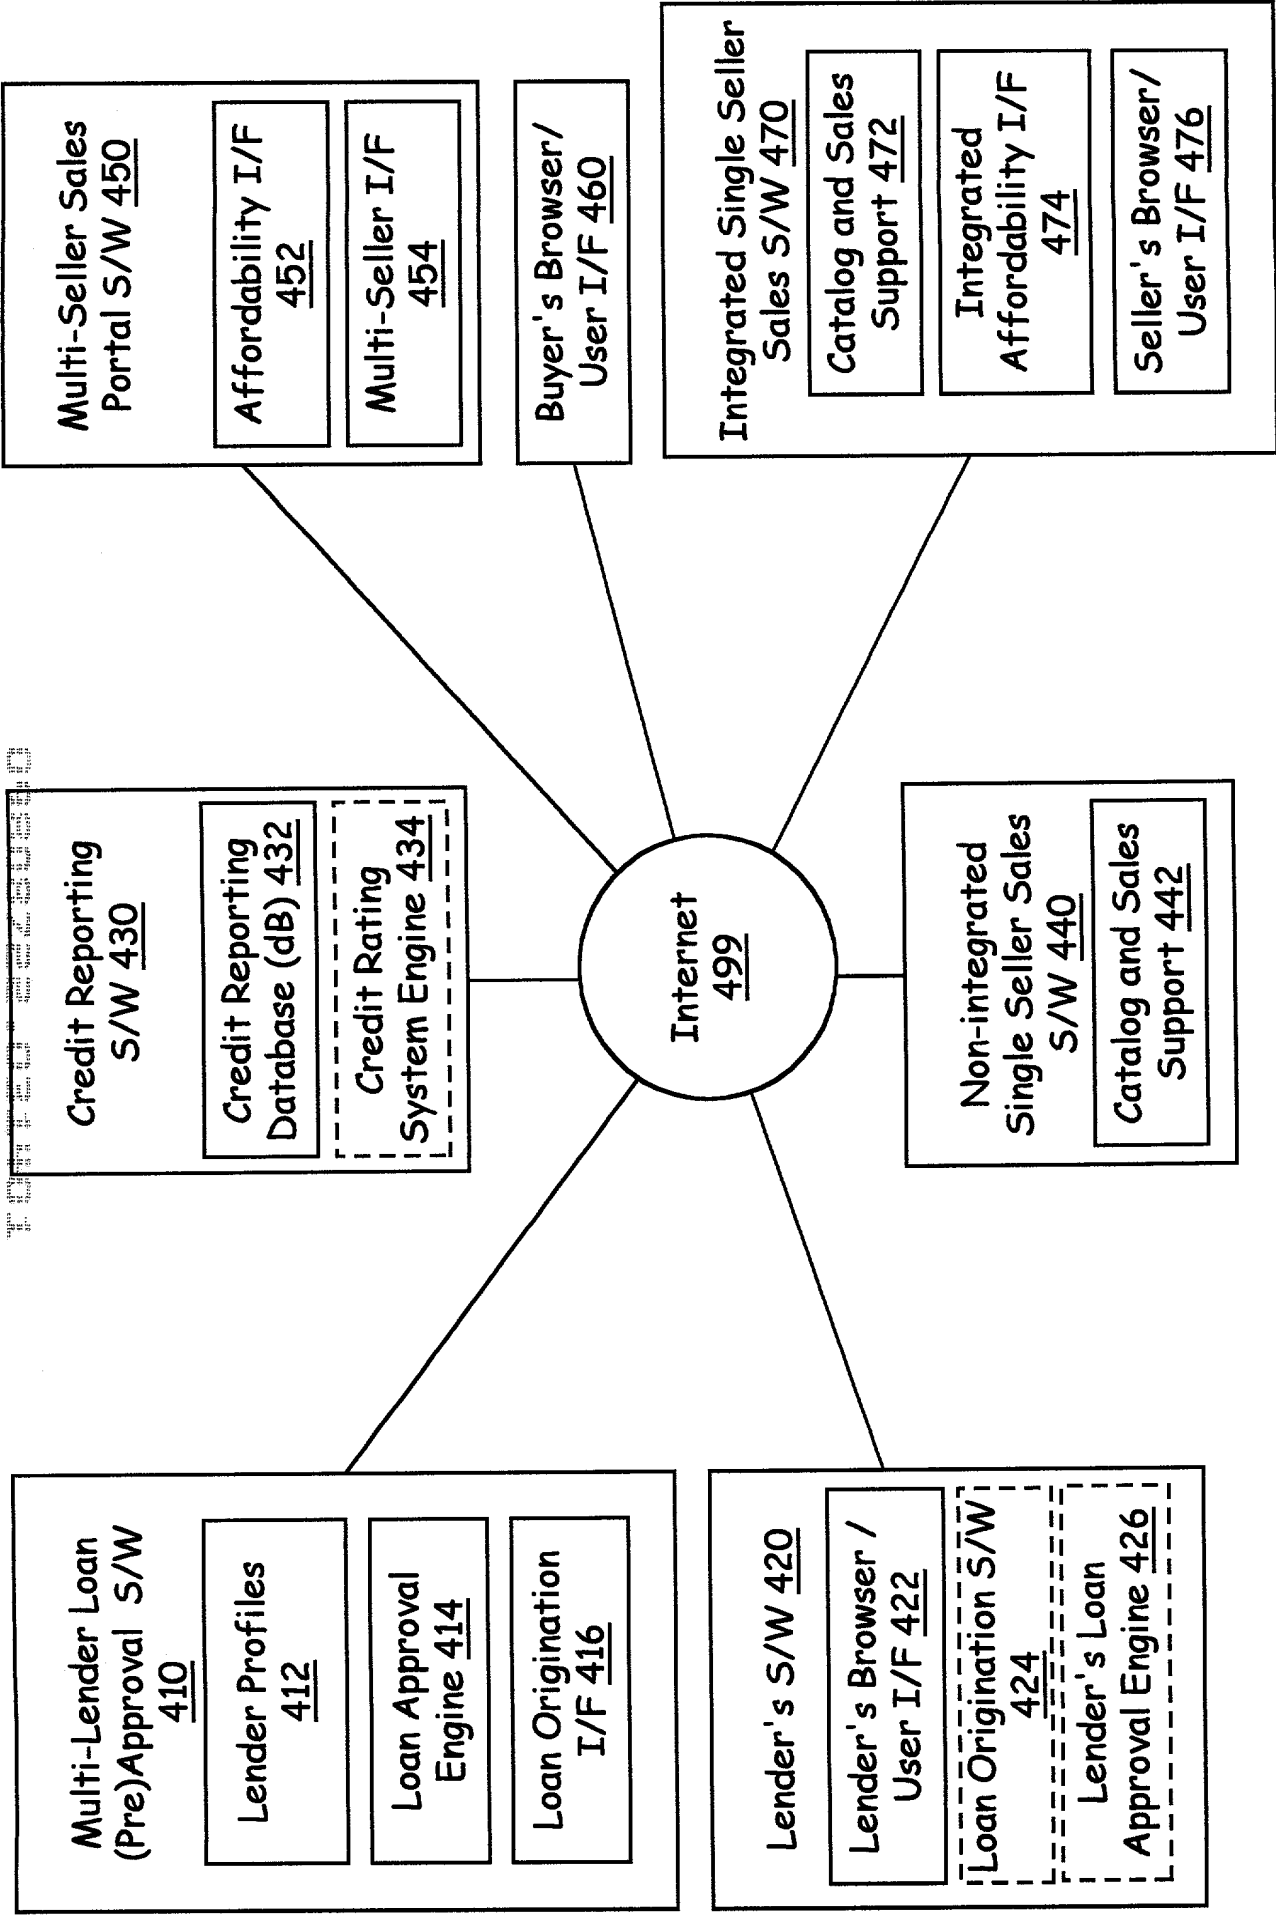 Multi-Lender Loan
(Pre)Approval S/W
410
Lender Profiles
412
Loan Approval
Engine 414
Loan Origination
I/F 416
Credit Reporting
S/W 430
Credit Reporting
Database (dB) 432
Credit Rating
System Engine 434
Multi-Seller Sales
Portal S/W 450
Affordability I/F
452
Multi-Seller I/F
454
Buyer's Browser/
User I/F 460
Internet
499
Lender's S/W 420
Lender's Browser /
User I/F 422
Loan Origination S/W
424
Lender's Loan
Approval Engine 426
Non-integrated
Single Seller Sales
S/W 440
Catalog and Sales
Support 442
Integrated Single Seller
Sales S/W 470
Catalog and Sales
Support 472
Integrated
Affordability I/F
474
Seller's Browser/
User I/F 476